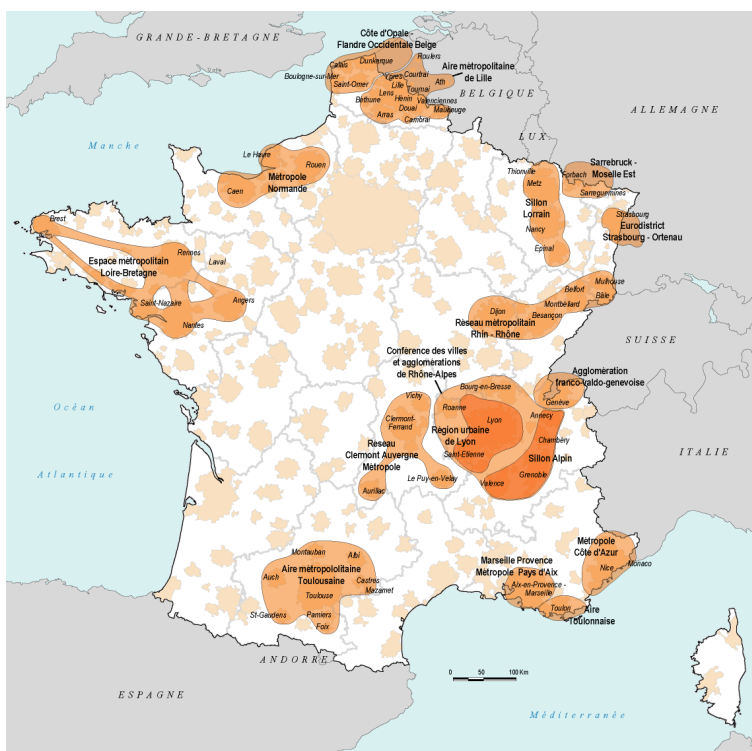 GRANDE-BRETAGNE
Côte d'Opale -
Flandre Occidentale Belge
Calais
Dunkerque
Roulers
Boulogne-sur-Mer
Saint-Omer
Ypres
Courtrai
Aire métropolitaine
de Lille
Lille
Ath
Tournai
BELGIQUE
Lens
Hénin
Béthune
Douai
Valenciennes
Maubeuge
Arras
Cambrai
ALLEMAGNE
LUX
Manche
Le Havre
Rouen
Métropole
Normande
Caen
Thionville
Metz
Forbach
Sarrebruck -
Moselle Est
Sarreguemines
Sillon
Lorrain
Nancy
Epinal
Strasbourg
Eurodistrict
Strasbourg - Ortenau
Brest
Rennes
Laval
Espace métropolitain
Loire-Bretagne
Saint-Nazaire
Angers
Nantes
Mulhouse
Belfort
Bâle
Montbéliard
Dijon
Besançon
Réseau métropolitain
Rhin - Rhône
SUISSE
Conférence des villes
et agglomérations
de Rhône-Alpes
Bourg-en-Bresse
Agglomération
franco-valdo-genevoise
Genève
Vichy
Roanne
Annecy
Océan
Clermont-
Ferrand
Lyon
Région urbaine
de Lyon
Chambéry
Réseau
Clermont Auvergne
Métropole
Saint-Etienne
Sillon Alpin
ITALIE
Grenoble
Atlantique
Le Puy-en-Velay
Valence
Aurillac
Montauban
Albi
Aire métropololitaine
Toulousaine
Auch
Castres
Mazamet
Toulouse
St-Gaudens
Pamiers
Foix
Métropole
Côte d'Azur
Nice
Monaco
Marseille Provence
Métropole Pays d'Aix
Aix-en-Provence -
Marseille
Toulon
Aire
Toulonnaise
ANDORRE
0 50 100 Km
ESPAGNE
Méditerranée